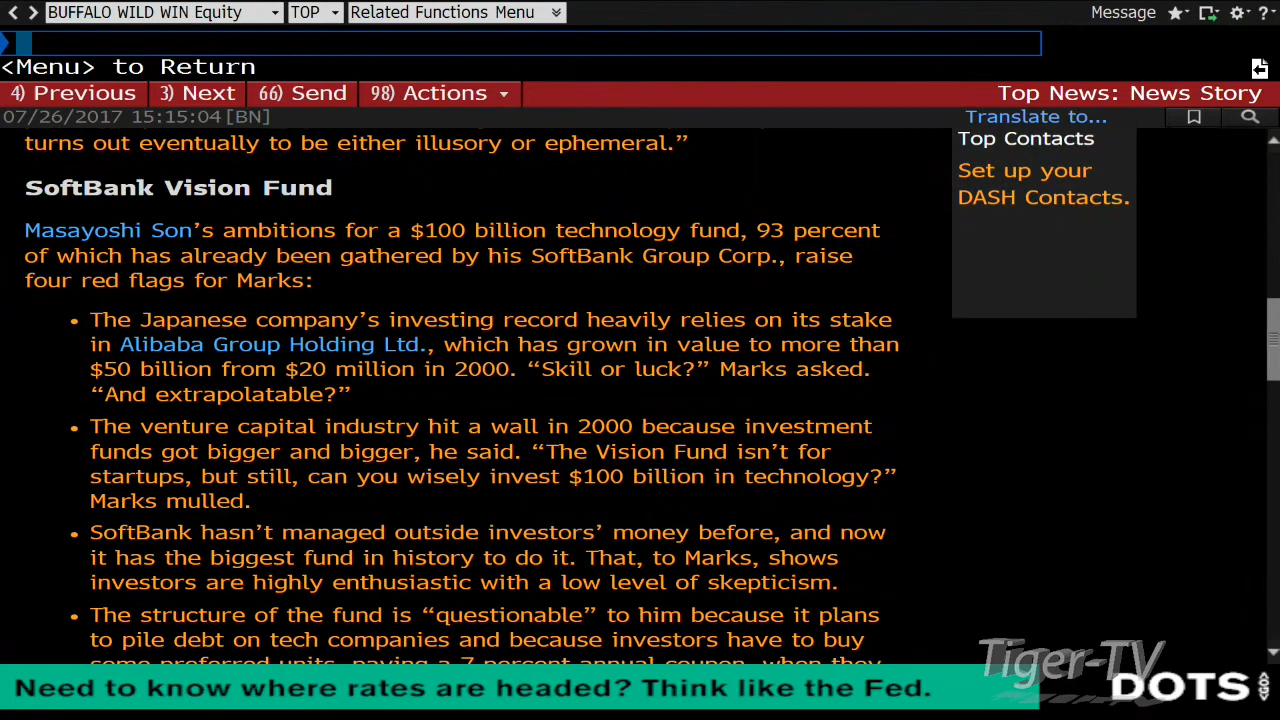 BUFFALO WILD WIN Equity TOP Related Functions Menu Message
<Menu> to Return
4) Previous 3) Next 66) Send 98) Actions Top News: News Story
07/26/2017 15:15:04 [BN] Translate to...
turns out eventually to be either illusory or ephemeral.”
Top Contacts
Set up your
DASH Contacts.
SoftBank Vision Fund
Masayoshi Son’s ambitions for a $100 billion technology fund, 93 percent
of which has already been gathered by his SoftBank Group Corp., raise
four red flags for Marks:
• The Japanese company’s investing record heavily relies on its stake
in Alibaba Group Holding Ltd., which has grown in value to more than
$50 billion from $20 million in 2000. “Skill or luck?” Marks asked.
“And extrapolatable?”
• The venture capital industry hit a wall in 2000 because investment
funds got bigger and bigger, he said. “The Vision Fund isn’t for
startups, but still, can you wisely invest $100 billion in technology?”
Marks mulled.
• SoftBank hasn’t managed outside investors’ money before, and now
it has the biggest fund in history to do it. That, to Marks, shows
investors are highly enthusiastic with a low level of skepticism.
• The structure of the fund is “questionable” to him because it plans
to pile debt on tech companies and because investors have to buy
some preferred units, paying a 7 percent annual coupon, when they
Tiger-TV
Need to know where rates are headed? Think like the Fed.
DOTS